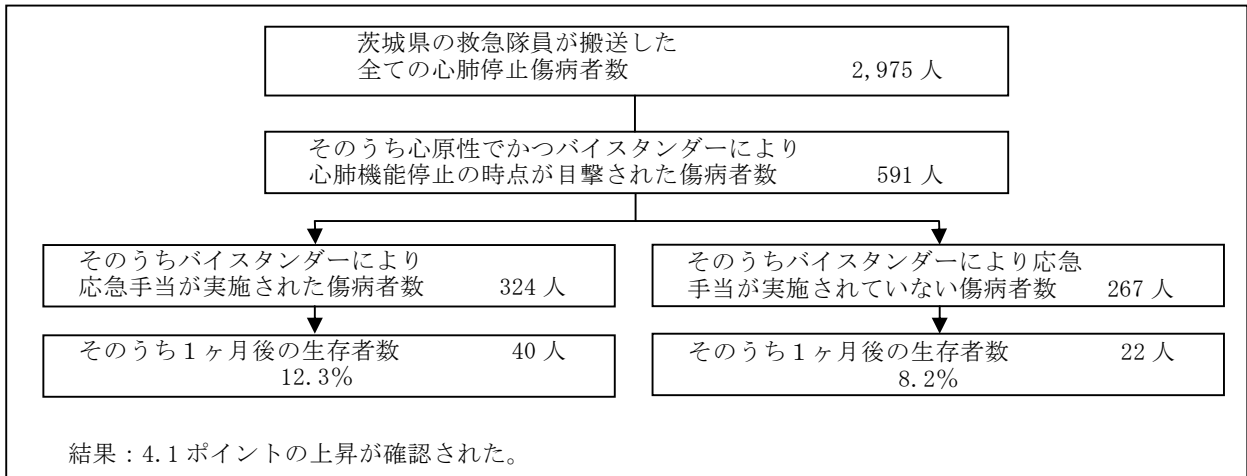 茨城県の救急隊員が搬送した
全ての心肺停止傷病者数 2,975 人
そのうち心原性でかつバイスタンダーにより
心肺機能停止の時点が目撃された傷病者数 591 人
そのうちバイスタンダーにより
応急手当が実施された傷病者数 324 人
そのうちバイスタンダーにより応急
手当が実施されていない傷病者数 267 人
そのうち１ヶ月後の生存者数 40 人
12.3%
そのうち１ヶ月後の生存者数 22 人
8.2%
結果：4.1 ポイントの上昇が確認された。